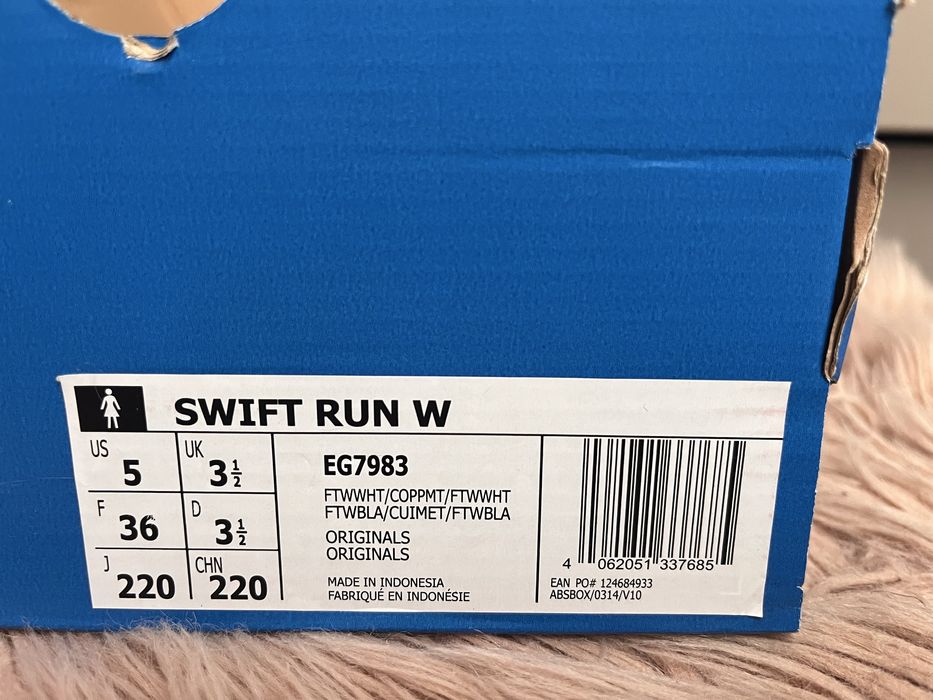 SWIFT RUN W
US 5 UK 3 1/2
F 36 D 3 1/2
J 220 CHN 220
EG7983
FTWWHT/COPPMT/FTWWHT
FTWBLA/CUIMET/FTWBLA
ORIGINALS
ORIGINALS
MADE IN INDONESIA
FABRIQUÉ EN INDONÉSIE
4 062051 337685
EAN PO# 124684933
ABSBOX/0314/V10